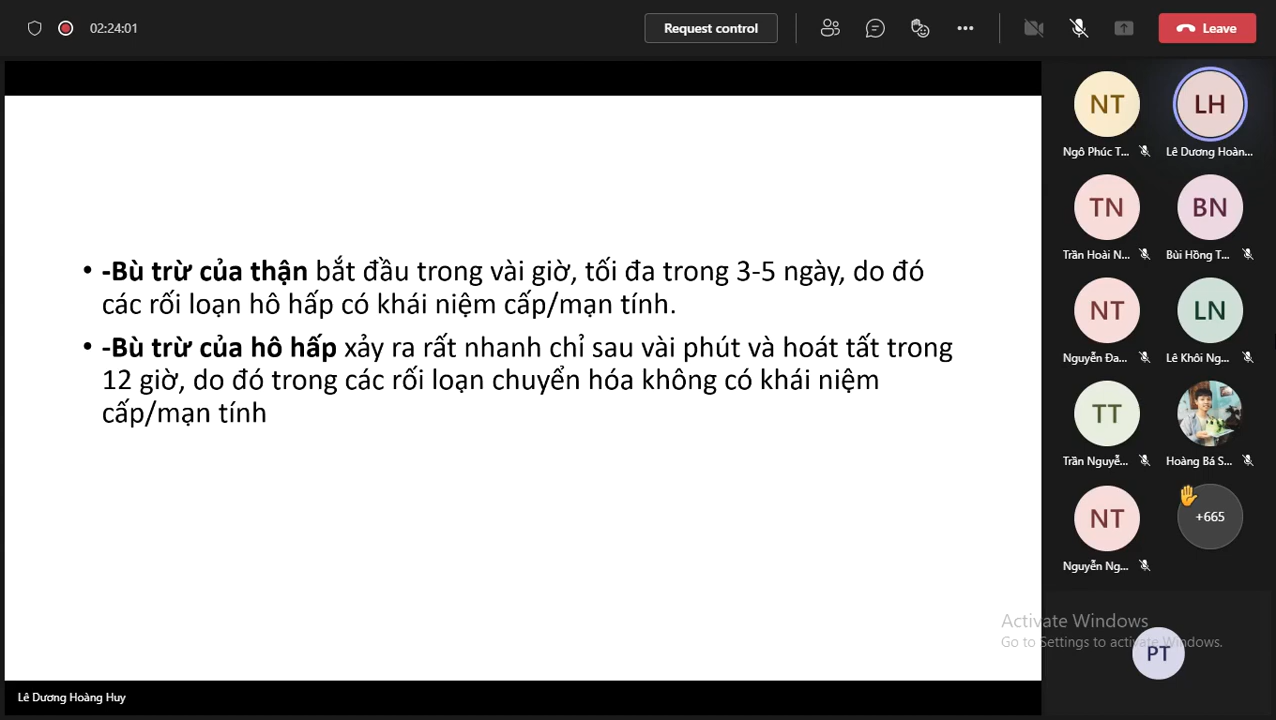 02:24:01
Request control
Leave
• -Bù trừ của thận bắt đầu trong vài giờ, tối đa trong 3-5 ngày, do đó
các rối loạn hô hấp có khái niệm cấp/mạn tính.
• -Bù trừ của hô hấp xảy ra rất nhanh chỉ sau vài phút và hoát tất trong
12 giờ, do đó trong các rối loạn chuyển hóa không có khái niệm
cấp/mạn tính
NT
LH
Ngô Phúc T...
Lê Dương Hoàn...
TN
BN
Trần Hoài N...
Bùi Hồng T...
NT
LN
Nguyễn Đa...
Lê Khôi Ng...
TT
Trần Nguyễ...
Hoàng Bá S...
NT
+665
Nguyễn Ng...
Activate Windows
Go to Settings to activate Windows.
PT
Lê Dương Hoàng Huy